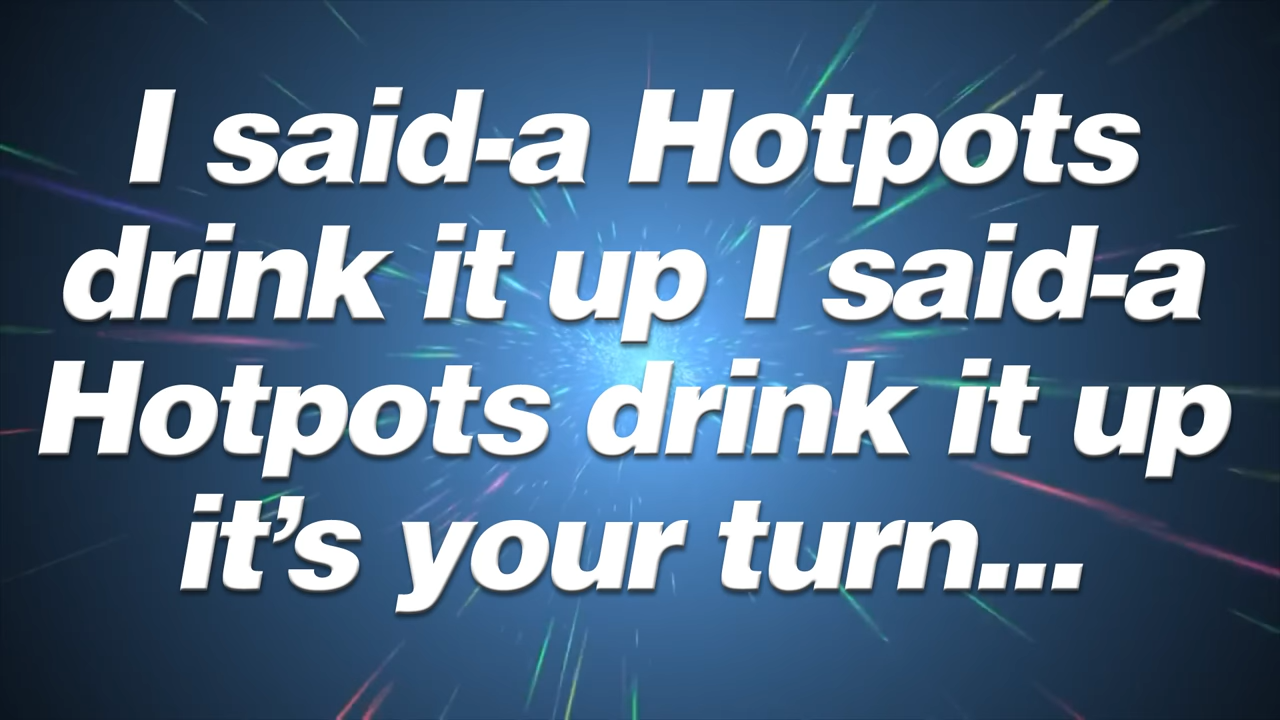 I said-a Hotpots
drink it up I said-a
Hotpots drink it up
it’s your turn...